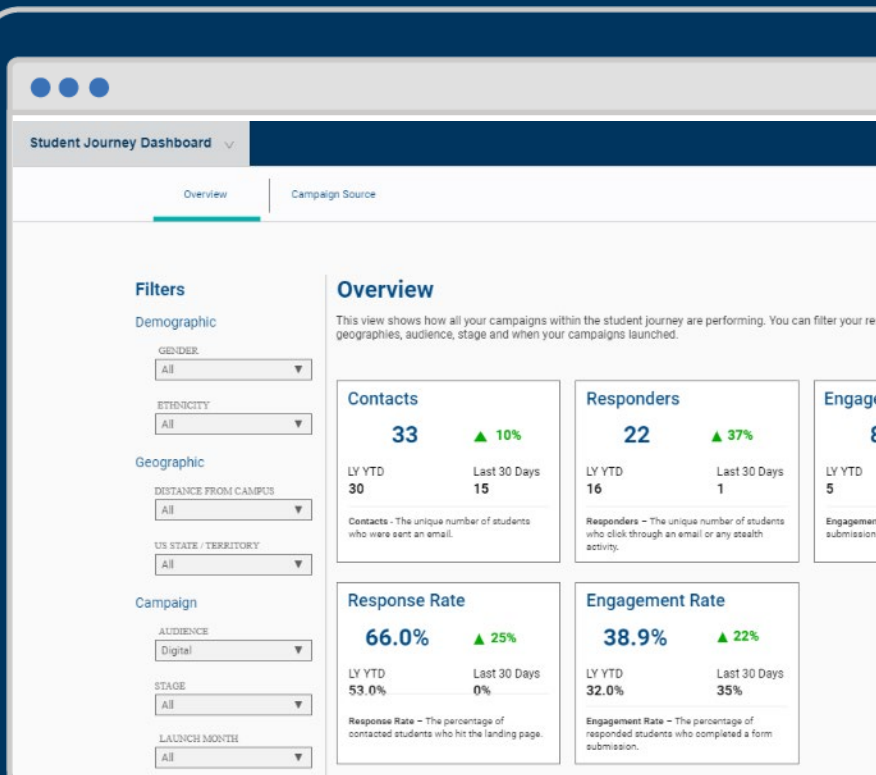 Student Journey Dashboard
Overview
Campaign Source
Filters
Demographic
GENDER
All
ETHNICITY
All
Geographic
DISTANCE FROM CAMPUS
All
US STATE / TERRITORY
All
Campaign
AUDIENCE
Digital
STAGE
All
LAUNCH MONTH
All
Overview
This view shows how all your campaigns within the student journey are performing. You can filter your re
geographies, audience, stage and when your campaigns launched.
Contacts
33 ▲ 10%
LY YTD Last 30 Days
30 15
Contacts - The unique number of students
who were sent an email.
Responders
22 ▲ 37%
LY YTD Last 30 Days
16 1
Responders – The unique number of students
who click through an email or any stealth
activity.
Engage
8
LY YTD
5
Engagemen
submission
Response Rate
66.0% ▲ 25%
LY YTD Last 30 Days
53.0% 0%
Response Rate – The percentage of
contacted students who hit the landing page.
Engagement Rate
38.9% ▲ 22%
LY YTD Last 30 Days
32.0% 35%
Engagement Rate – The percentage of
responded students who completed a form
submission.